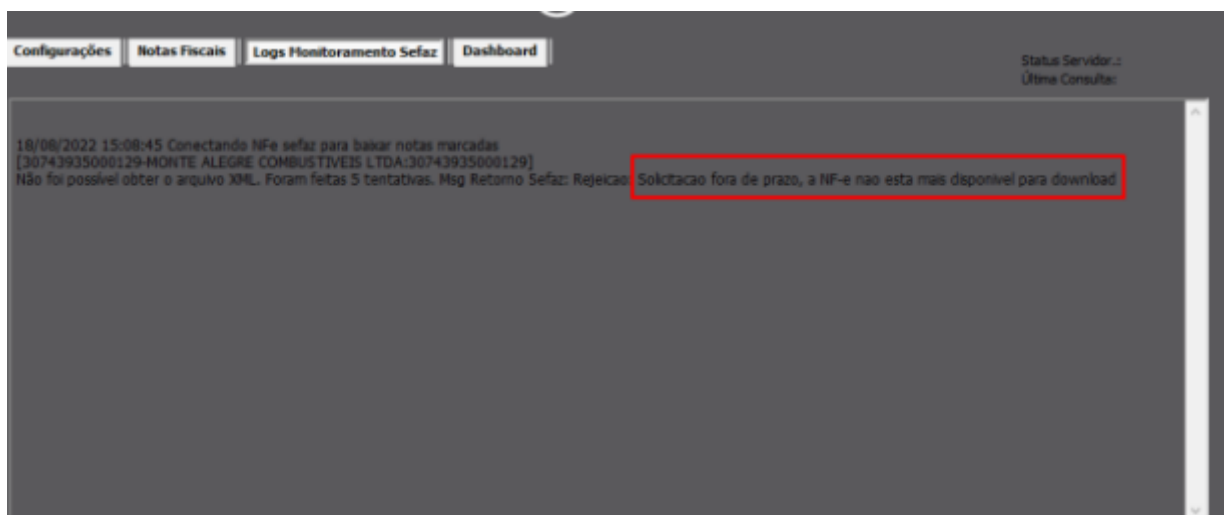 Configurações Notas Fiscais Logs Monitoramento Sefaz Dashboard
Status Servidor..:
Última Consulta:
18/08/2022 15:08:45 Conectando NFe sefaz para baixar notas marcadas
[30743935000129-MONTE ALEGRE COMBUSTIVEIS LTDA:30743935000129]
Não foi possível obter o arquivo XML. Foram feitas 5 tentativas. Msg Retorno Sefaz: Rejeicao: Solicitacao fora de prazo, a NF-e nao esta mais disponivel para download